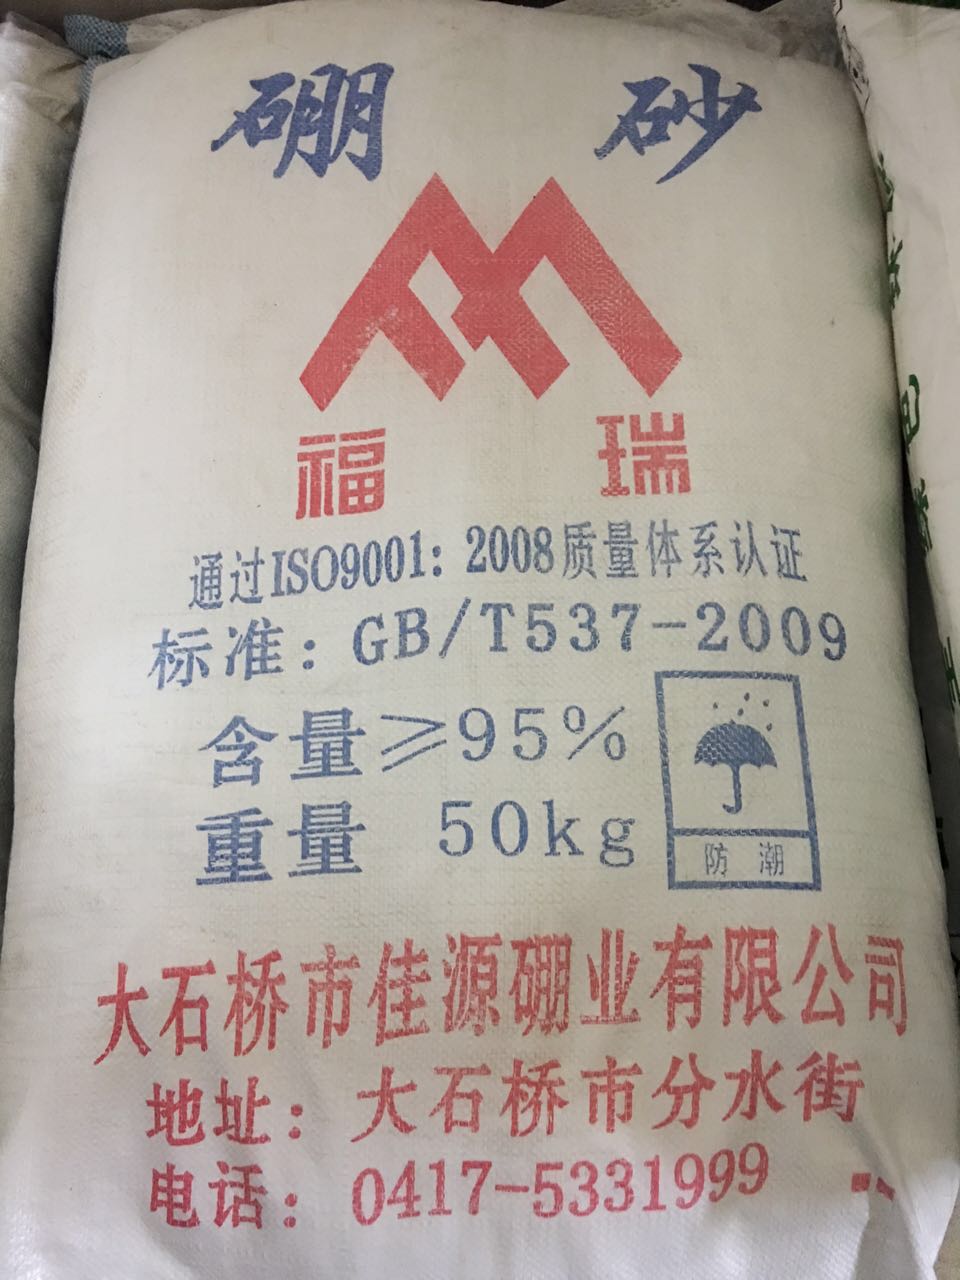 硼砂
福瑞
通过ISO9001：2008质量体系认证
标准：GB/T537-2009
含量≥95%
重量 50kg
防潮
大石桥市佳源硼业有限公司
地址：大石桥市分水街
电话：0417-5331999